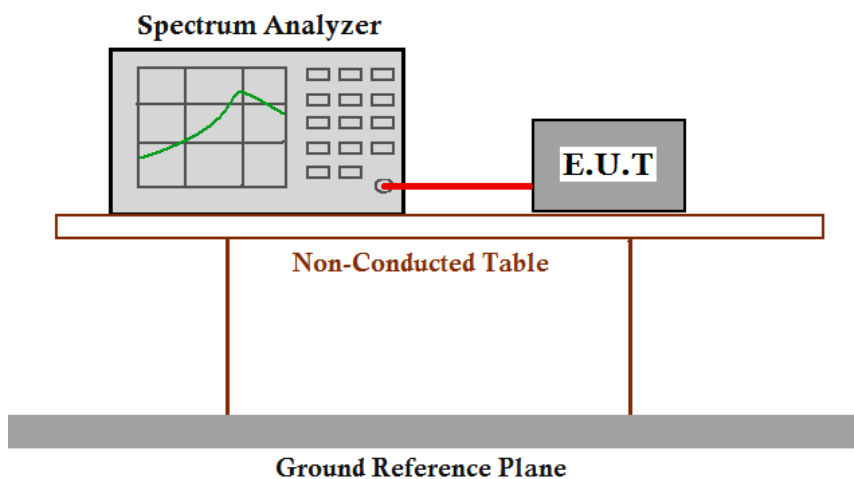 Spectrum Analyzer
E.U.T
Non-Conducted Table
Ground Reference Plane